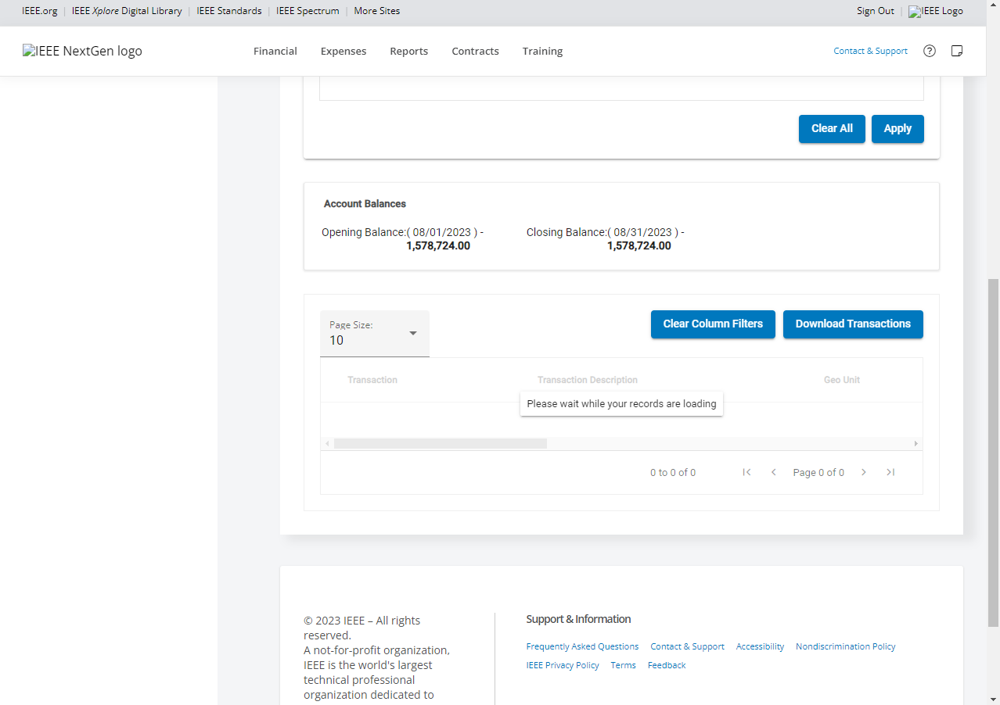 IEEE.org | IEEE Xplore Digital Library | IEEE Standards | IEEE Spectrum | More Sites
Sign Out | IEEE Logo
IEEE NextGen logo
Financial Expenses Reports Contracts Training
Contact & Support
Clear All Apply
Account Balances
Opening Balance:( 08/01/2023 ) - Closing Balance:( 08/31/2023 ) -
1,578,724.00 1,578,724.00
Page Size:
10
Clear Column Filters Download Transactions
Transaction Transaction Description Geo Unit
Please wait while your records are loading
0 to 0 of 0 Page 0 of 0
© 2023 IEEE – All rights
reserved.
A not-for-profit organization,
IEEE is the world's largest
technical professional
organization dedicated to
Support & Information
Frequently Asked Questions Contact & Support Accessibility Nondiscrimination Policy
IEEE Privacy Policy Terms Feedback